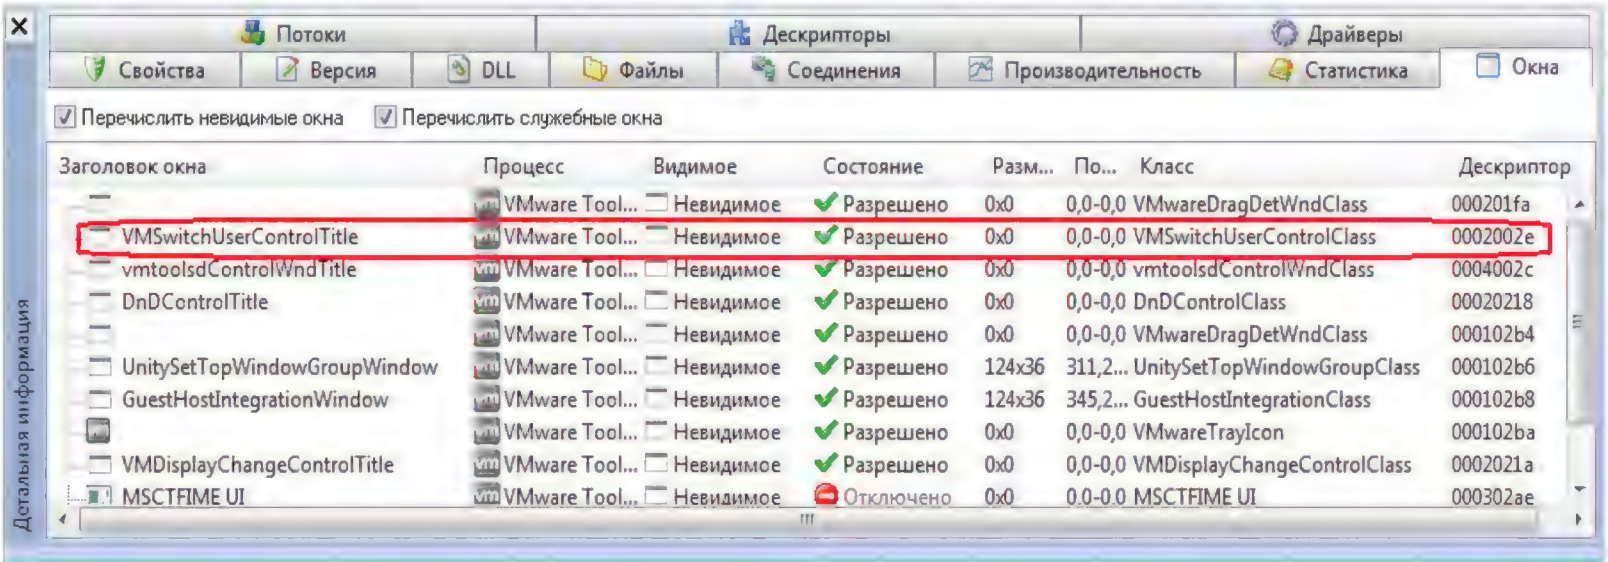 Потоки Дескрипторы Драйверы
Свойства Версия DLL Файлы Соединения Производительность Статистика Окна
Перечислить невидимые окна Перечислить служебные окна
Заголовок окна Процесс Видимое Состояние Разм... По... Класс Дескриптор
VMware Tool... Невидимое Разрешено 0x0 0,0-0,0 VMwareDragDetWndClass 000201fa
VMSwitchUserControlTitle VMware Tool... Невидимое Разрешено 0x0 0,0-0,0 VMSwitchUserControlClass 0002002e
vmtoolsdControlWndTitle VMware Tool... Невидимое Разрешено 0x0 0,0-0,0 vmtoolsdControlWndClass 0004002c
DnDControlTitle VMware Tool... Невидимое Разрешено 0x0 0,0-0,0 DnDControlClass 00020218
VMware Tool... Невидимое Разрешено 0x0 0,0-0,0 VMwareDragDetWndClass 000102b4
UnitySetTopWindowGroupWindow VMware Tool... Невидимое Разрешено 124x36 311,2... UnitySetTopWindowGroupClass 000102b6
GuestHostIntegrationWindow VMware Tool... Невидимое Разрешено 124x36 345,2... GuestHostIntegrationClass 000102b8
VMware Tool... Невидимое Разрешено 0x0 0,0-0,0 VMwareTrayIcon 000102ba
VMDisplayChangeControlTitle VMware Tool... Невидимое Разрешено 0x0 0,0-0,0 VMDisplayChangeControlClass 0002021a
MSCTFIME UI VMware Tool... Невидимое Отключено 0x0 0,0-0,0 MSCTFIME UI 000302ae
Детальная информация